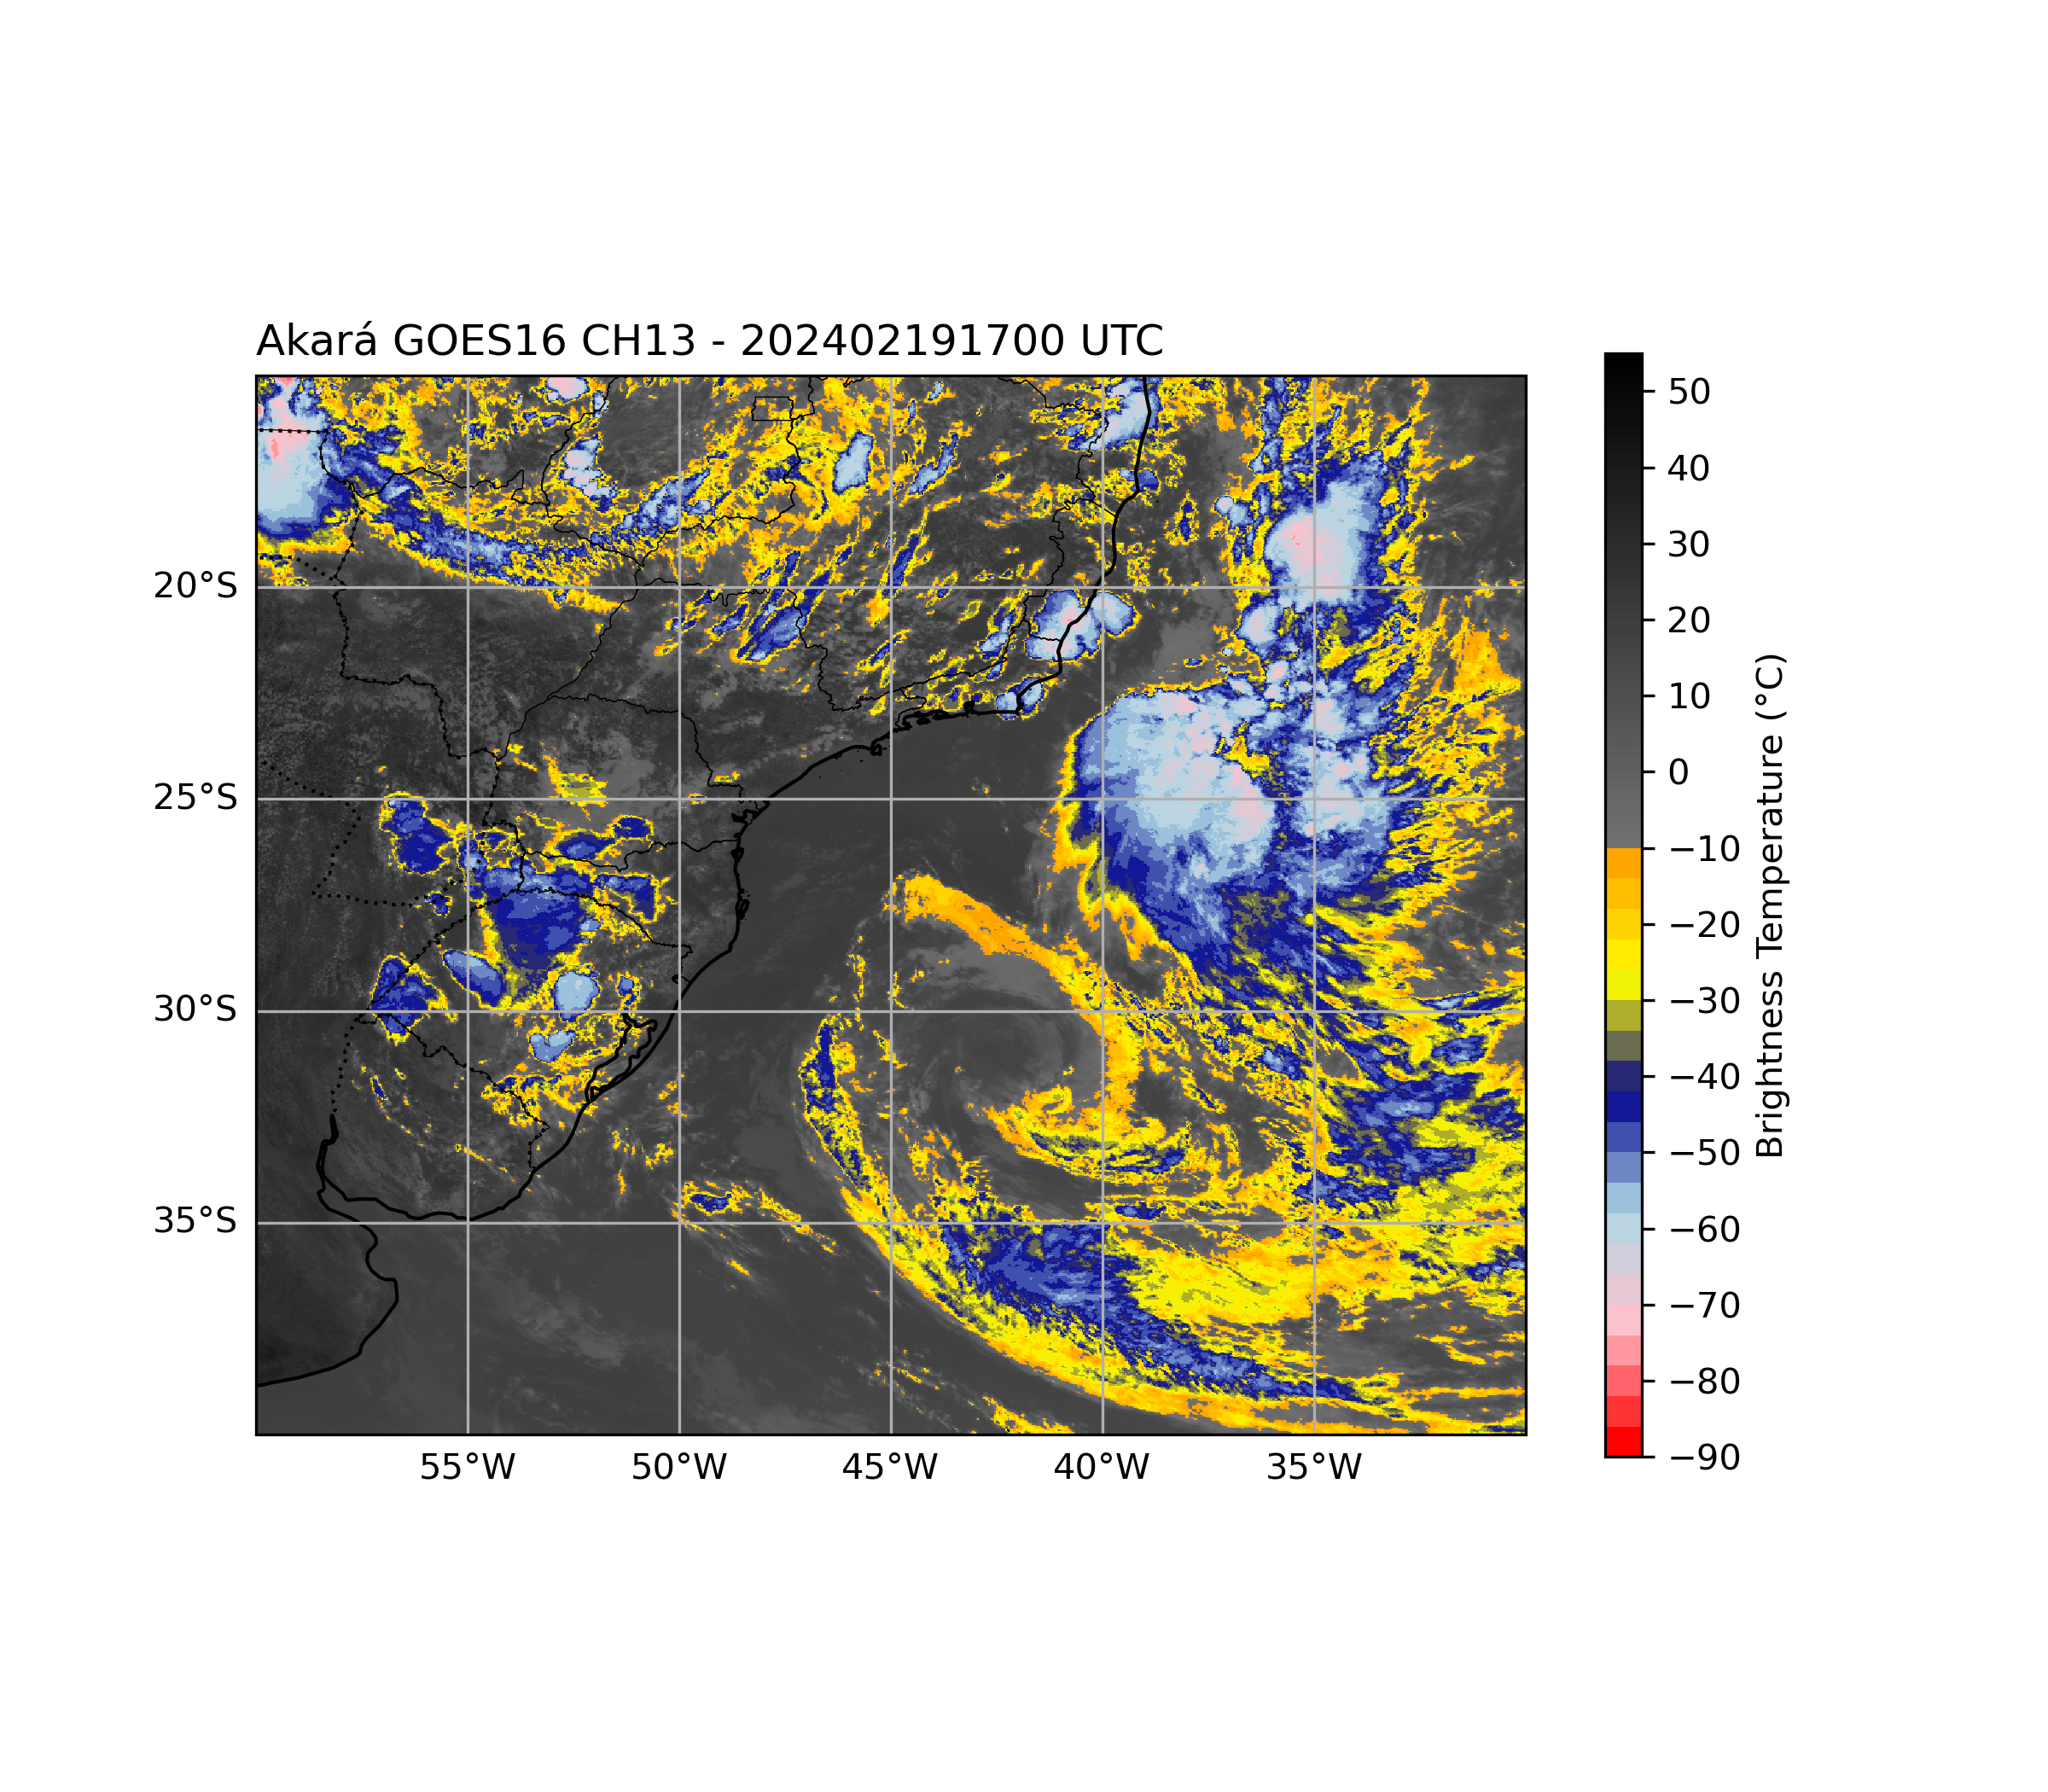 Akará GOES16 CH13 - 202402191700 UTC
20°S
25°S
30°S
35°S
55°W
50°W
45°W
40°W
35°W
50
40
30
20
10
0
−10
−20
−30
−40
−50
−60
−70
−80
−90
Brightness Temperature (°C)